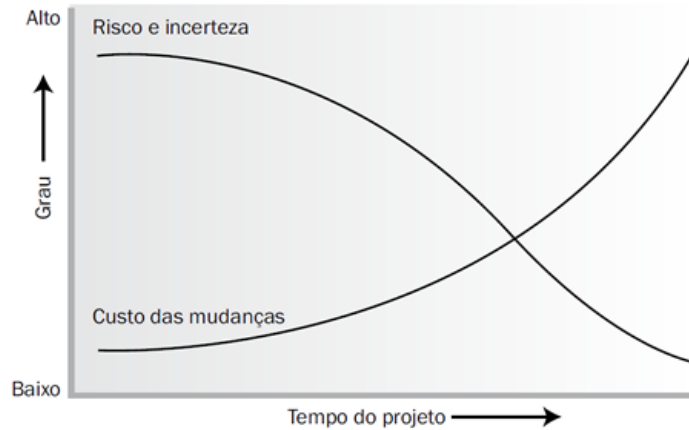 Alto
Risco e incerteza
Grau
Custo das mudanças
Baixo
Tempo do projeto